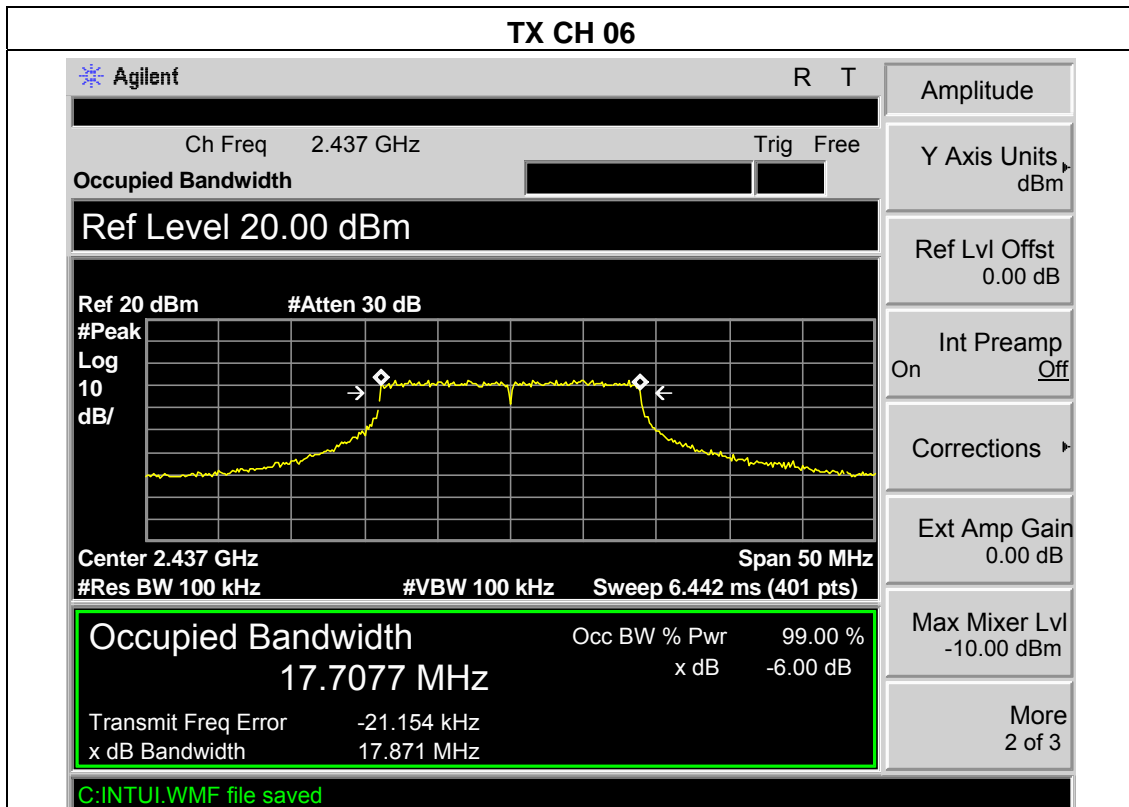 TX CH 06
Agilent R T
Ch Freq 2.437 GHz Trig Free
Occupied Bandwidth
Ref Level 20.00 dBm
Ref 20 dBm #Atten 30 dB
#Peak
Log
10
dB/
Center 2.437 GHz Span 50 MHz
#Res BW 100 kHz #VBW 100 kHz Sweep 6.442 ms (401 pts)
Occupied Bandwidth Occ BW % Pwr 99.00 %
17.7077 MHz x dB -6.00 dB
Transmit Freq Error -21.154 kHz
x dB Bandwidth 17.871 MHz
C:INTUI.WMF file saved
Amplitude
Y Axis Units
dBm
Ref Lvl Offst
0.00 dB
Int Preamp
On Off
Corrections
Ext Amp Gain
0.00 dB
Max Mixer Lvl
-10.00 dBm
More
2 of 3